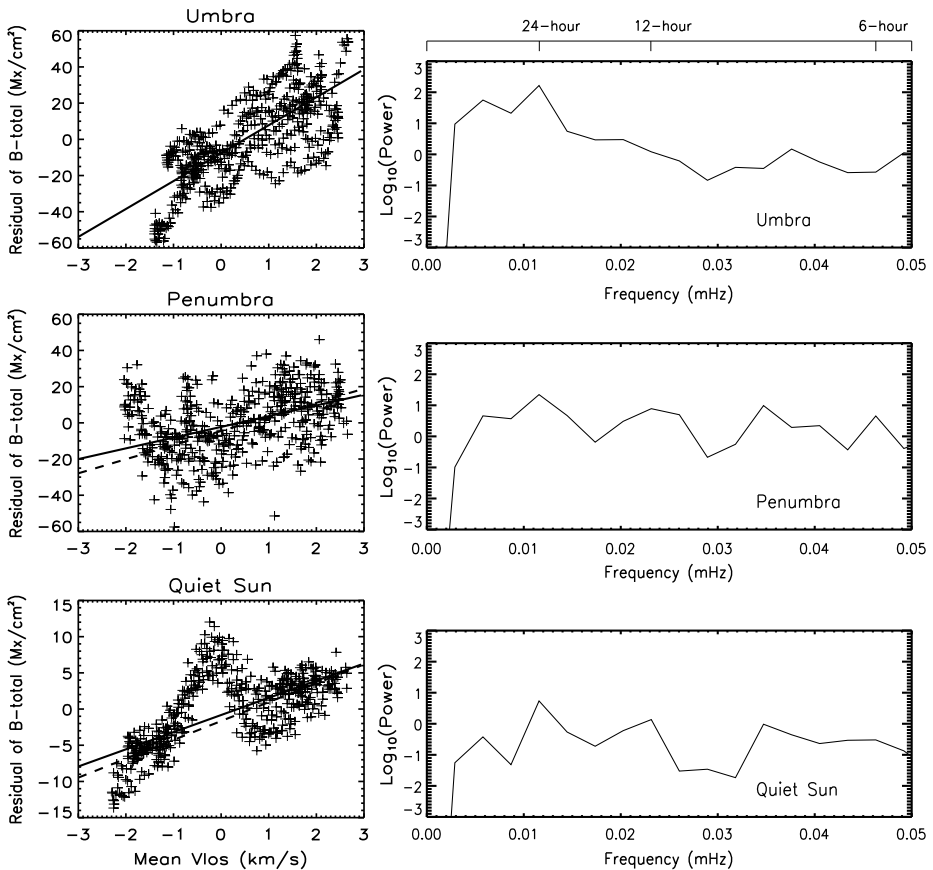 Umbra
Residual of B-total (Mx/cm²)
60
40
20
0
-20
-40
-60
-3 -2 -1 0 1 2 3
24-hour 12-hour 6-hour
Log₁₀(Power)
3
2
1
0
-1
-2
-3
Umbra
0.00 0.01 0.02 0.03 0.04 0.05
Frequency (mHz)
Penumbra
Residual of B-total (Mx/cm²)
60
40
20
0
-20
-40
-60
-3 -2 -1 0 1 2 3
Log₁₀(Power)
3
2
1
0
-1
-2
-3
Penumbra
0.00 0.01 0.02 0.03 0.04 0.05
Frequency (mHz)
Quiet Sun
Residual of B-total (Mx/cm²)
15
10
5
0
-5
-10
-15
-3 -2 -1 0 1 2 3
Mean Vlos (km/s)
Log₁₀(Power)
3
2
1
0
-1
-2
-3
Quiet Sun
0.00 0.01 0.02 0.03 0.04 0.05
Frequency (mHz)